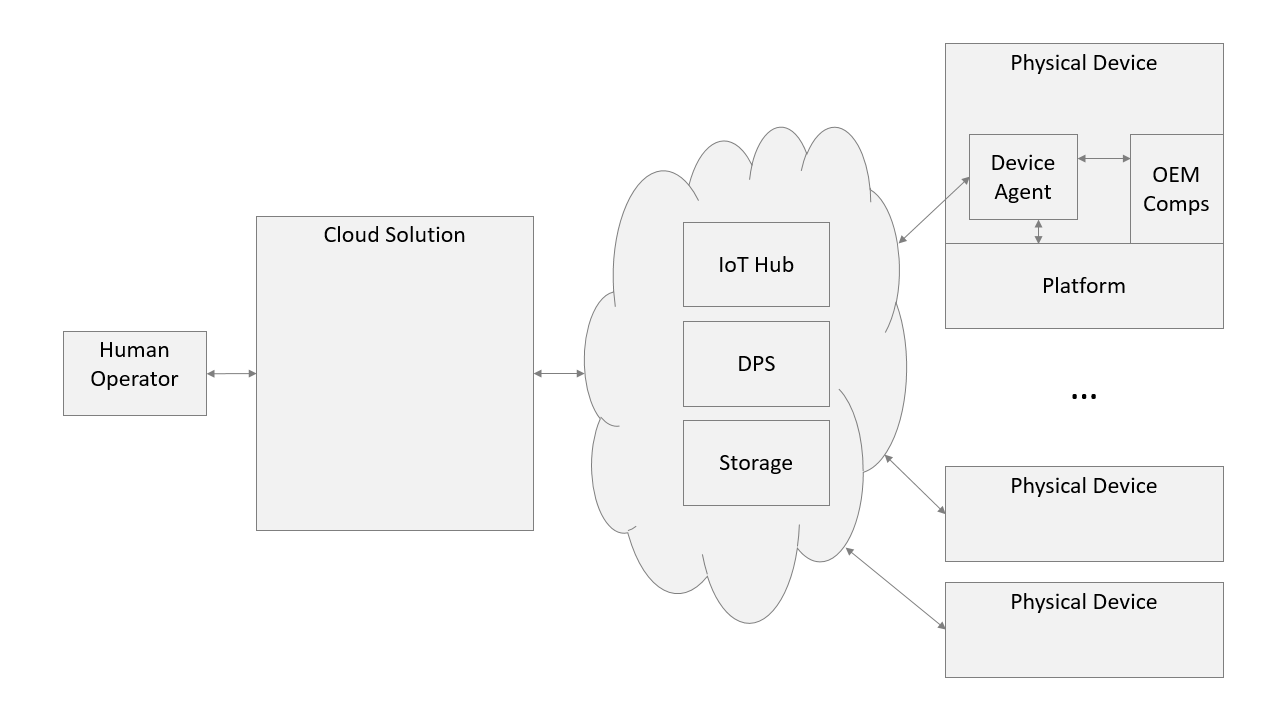 Human
Operator
Cloud Solution
IoT Hub
DPS
Storage
Physical Device
Device
Agent
OEM
Comps
Platform
...
Physical Device
Physical Device